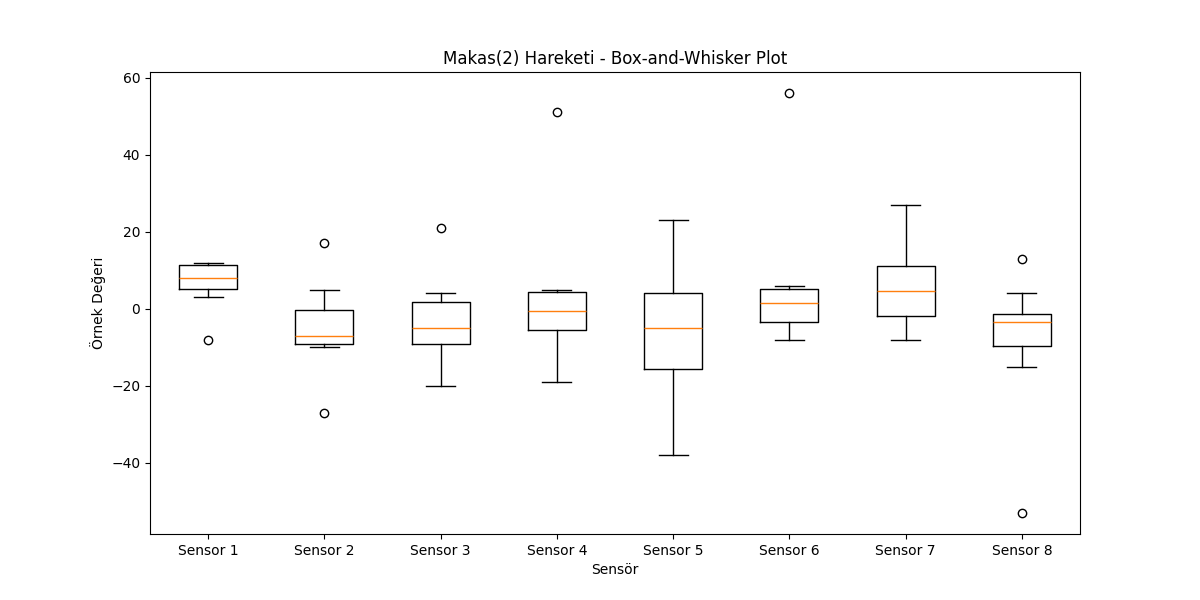 Makas(2) Hareketi - Box-and-Whisker Plot
60
40
20
0
−20
−40
Örnek Değeri
Sensor 1 Sensor 2 Sensor 3 Sensor 4 Sensor 5 Sensor 6 Sensor 7 Sensor 8
Sensör